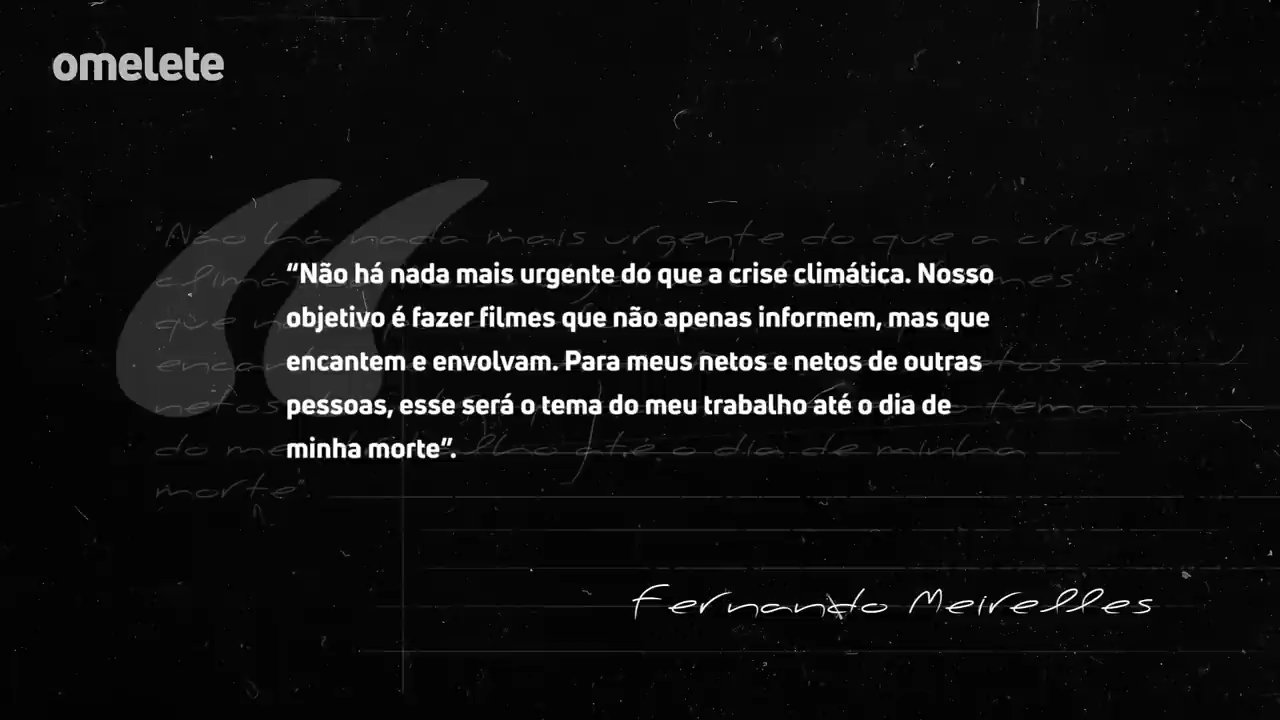 omelete
“Não há nada mais urgente do que a crise climática. Nosso
objetivo é fazer filmes que não apenas informem, mas que
encantem e envolvam. Para meus netos e netos de outras
pessoas, esse será o tema do meu trabalho até o dia de
minha morte”.
Fernando Meirelles